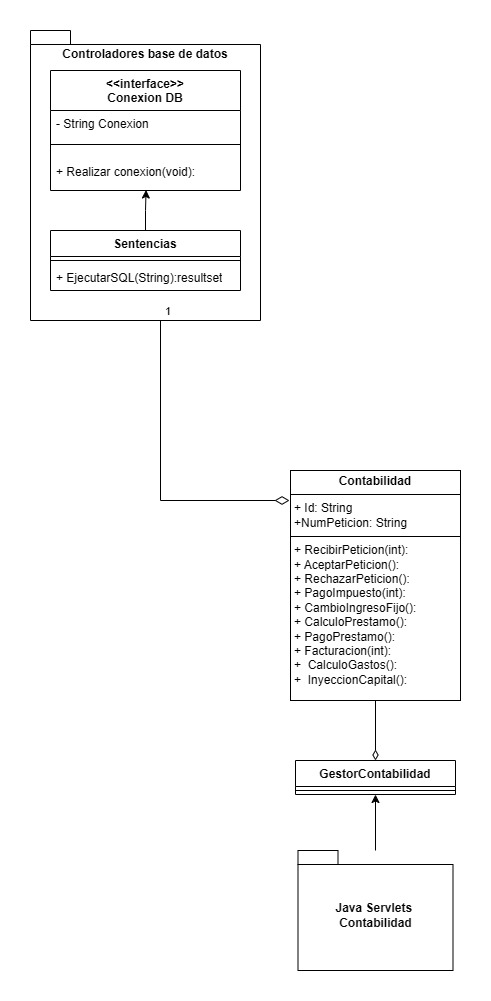 Controladores base de datos
<<interface>>
Conexion DB
- String Conexion
+ Realizar conexion(void):
Sentencias
+ EjecutarSQL(String):resultset
1
Contabilidad
+ Id: String
+NumPeticion: String
+ RecibirPeticion(int):
+ AceptarPeticion():
+ RechazarPeticion():
+ PagoImpuesto(int):
+ CambioIngresoFijo():
+ CalculoPrestamo():
+ PagoPrestamo():
+ Facturacion(int):
+ CalculoGastos():
+ InyeccionCapital():
GestorContabilidad
Java Servlets
Contabilidad